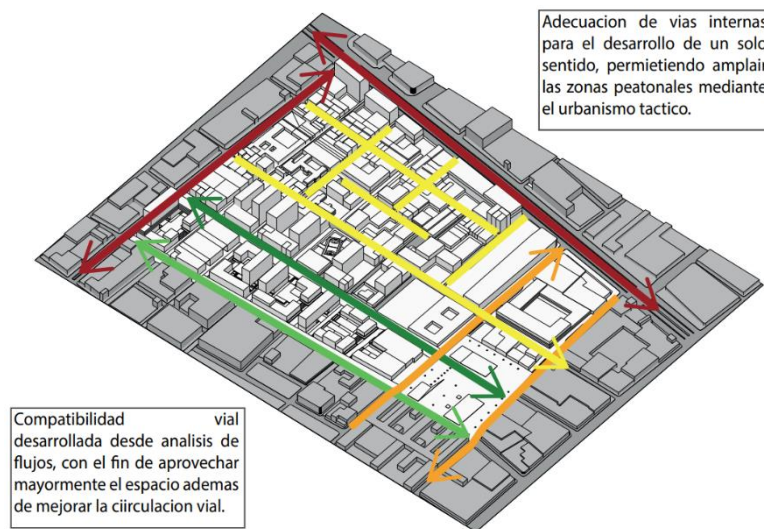 Adecuacion de vias internas
para el desarrollo de un solo
sentido, permietiendo amplair
las zonas peatonales mediante
el urbanismo tactico.
Compatibilidad vial
desarrollada desde analisis de
flujos, con el fin de aprovechar
mayormente el espacio ademas
de mejorar la ciirculacion vial.